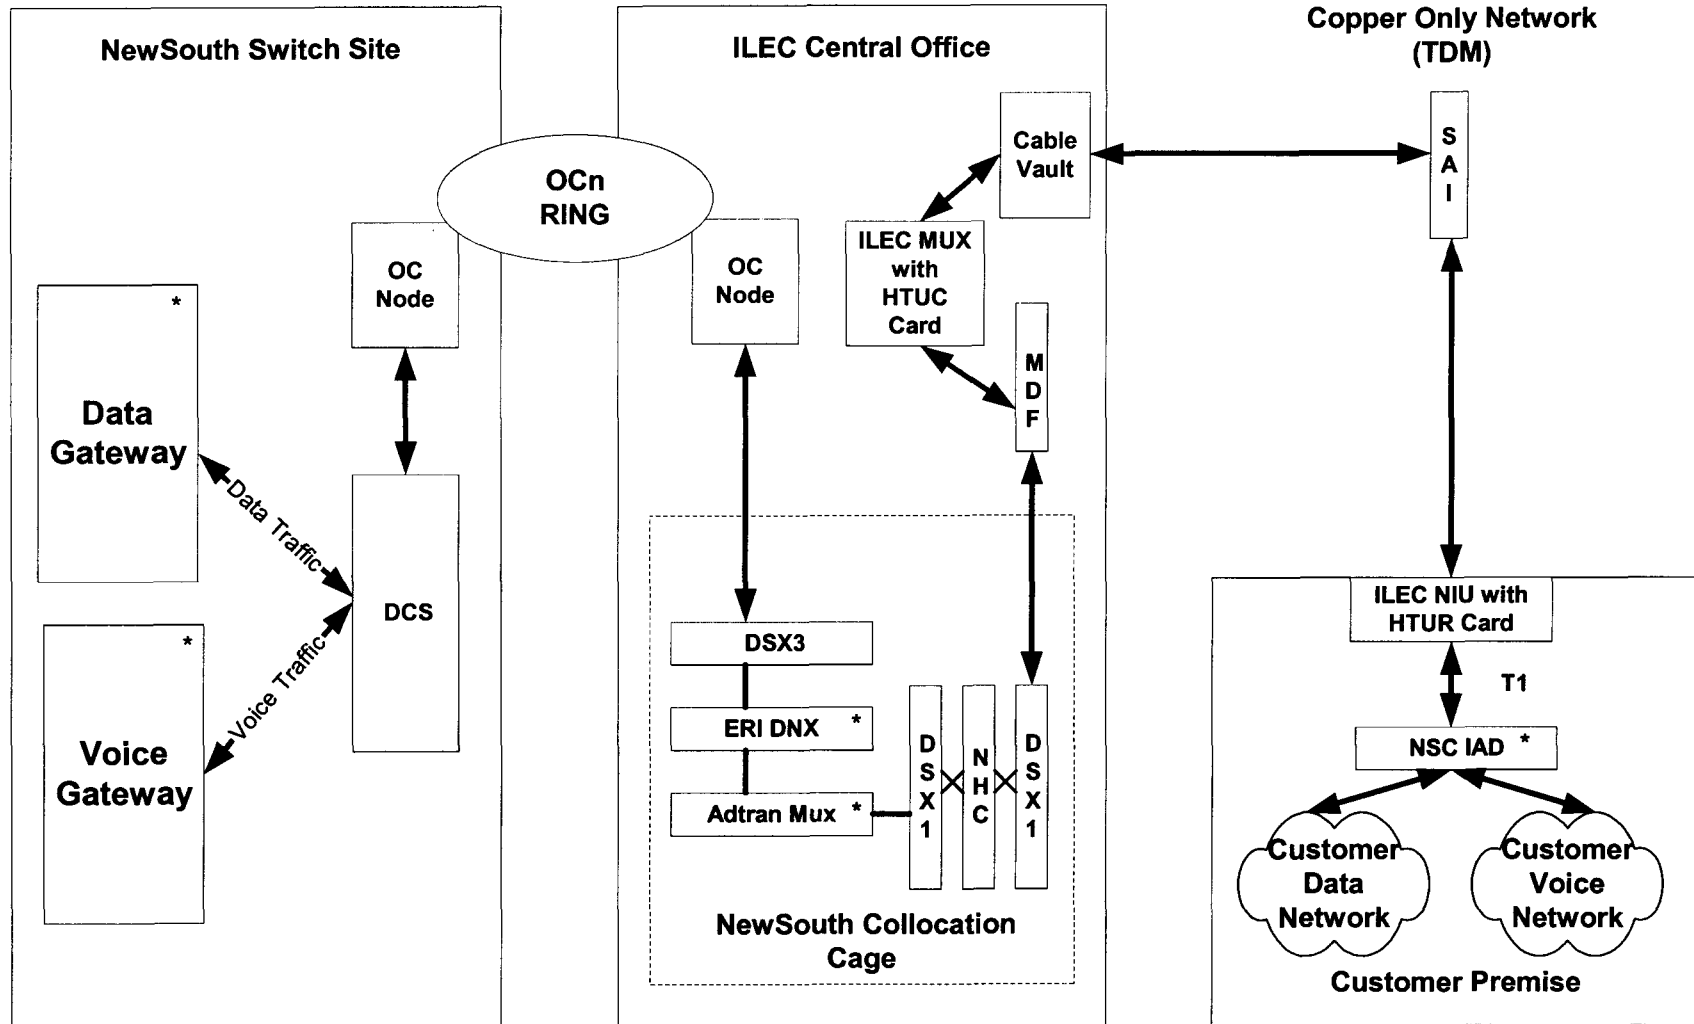 NewSouth Switch Site
ILEC Central Office
Copper Only Network
(TDM)
OCn
RING
Cable
Vault
S
A
I
OC
Node
OC
Node
ILEC MUX
with
HTUC
Card
M
D
F
*
Data
Gateway
Data Traffic
DCS
*
Voice
Gateway
Voice Traffic
DSX3
ERI DNX *
Adtran Mux *
D
S
X
1
N
H
C
D
S
X
1
NewSouth Collocation
Cage
ILEC NIU with
HTUR Card
T1
NSC IAD *
Customer
Data
Network
Customer
Voice
Network
Customer Premise